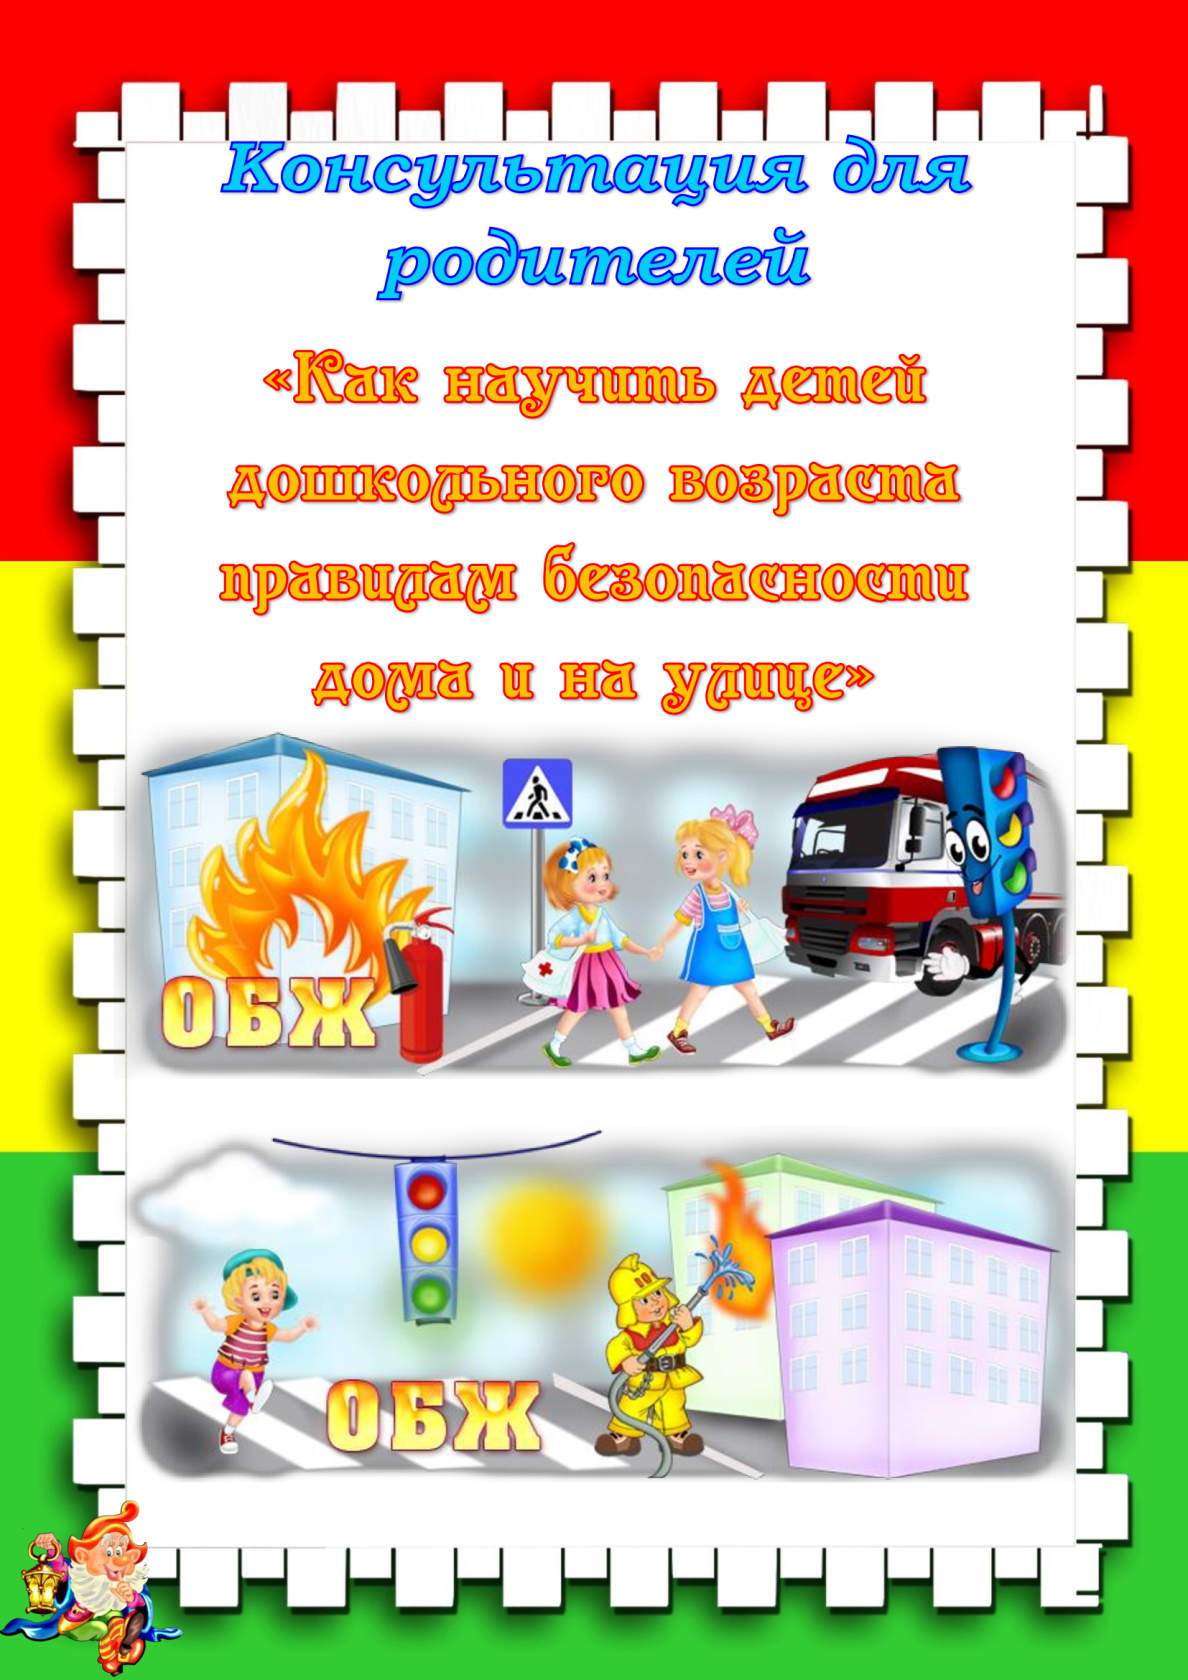 Консультация для
родителей
«Как научить детей
дошкольного возраста
правилам безопасности
дома и на улице»
ОБЖ
ОБЖ